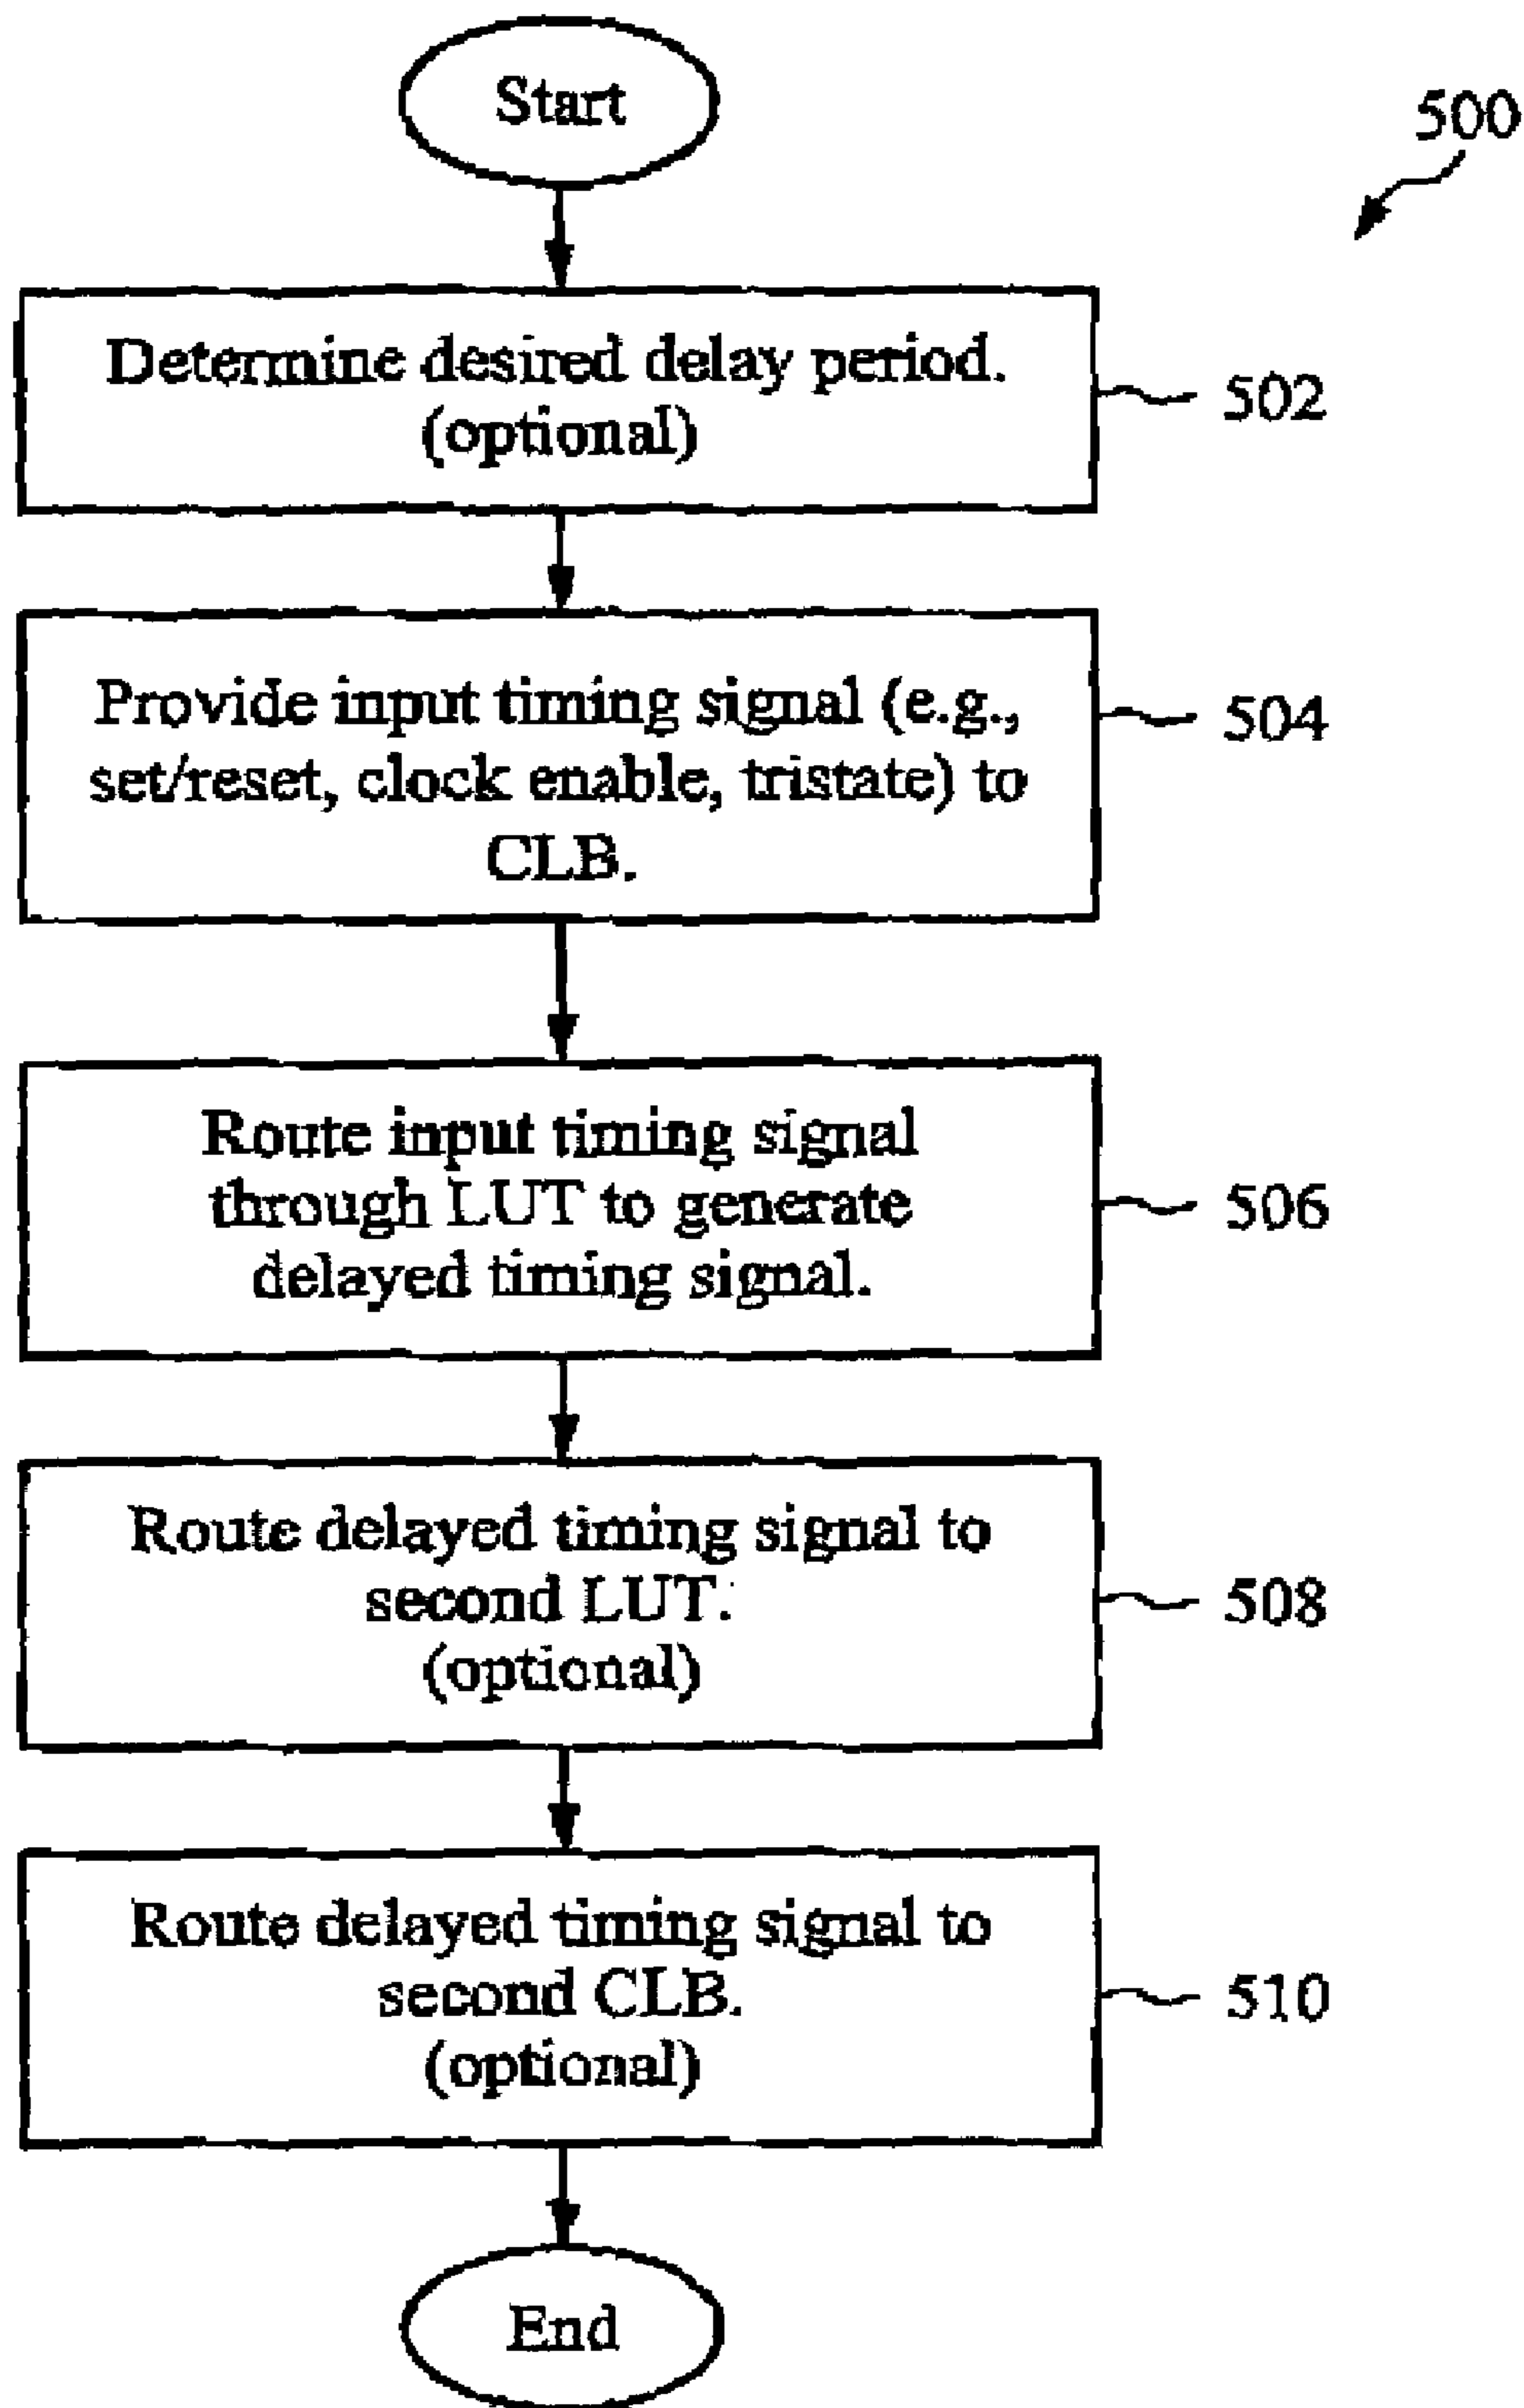 Start
500
Determine desired delay period.
(optional)
502
Provide input timing signal (e.g.,
set/reset, clock enable, tristate) to
CLB.
504
Route input timing signal
through LUT to generate
delayed timing signal.
506
Route delayed timing signal to
second LUT.
(optional)
508
Route delayed timing signal to
second CLB.
(optional)
510
End